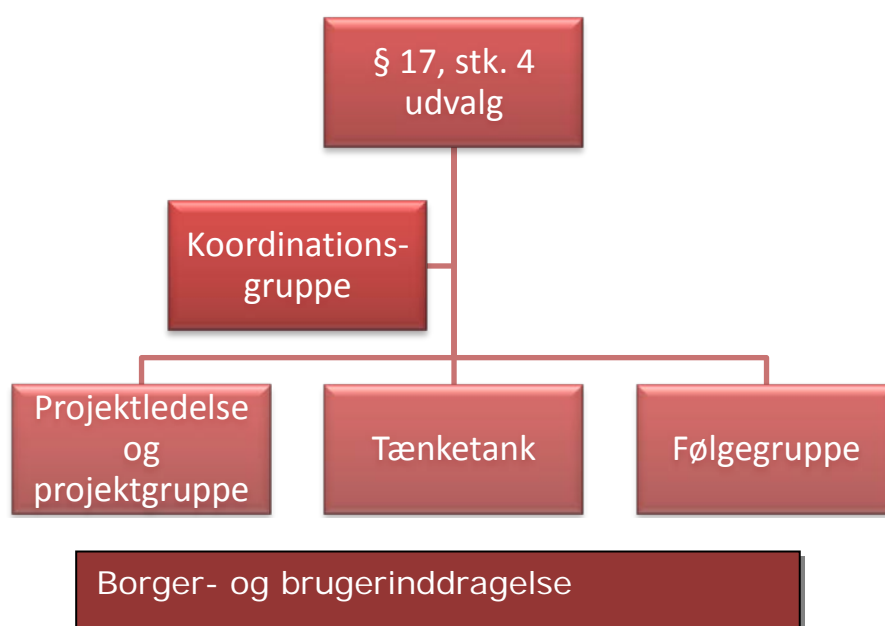 § 17, stk. 4
udvalg
Koordinations-
gruppe
Projektledelse
og
projektgruppe
Tænketank
Følgegruppe
Borger- og brugerinddragelse